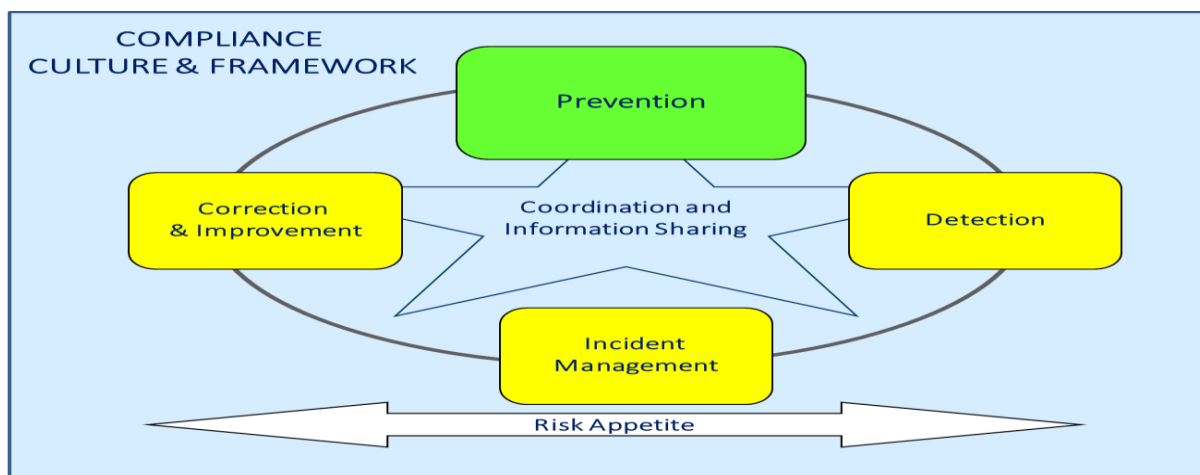 COMPLIANCE
CULTURE & FRAMEWORK
Prevention
Correction
& Improvement
Coordination and
Information Sharing
Detection
Incident
Management
Risk Appetite